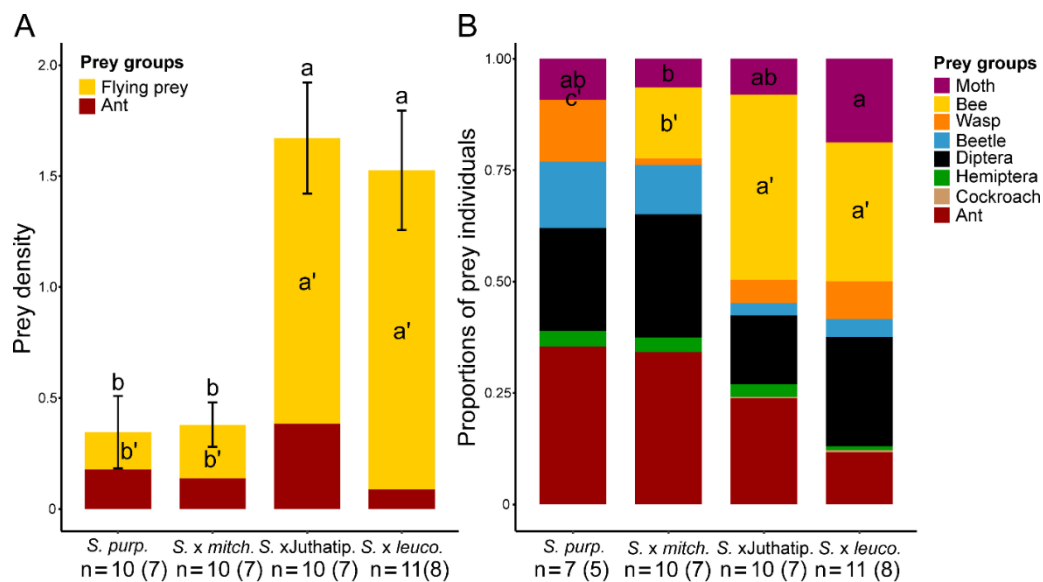 A
Prey density
2.0
1.5
1.0
0.5
0
Prey groups
Flying prey
Ant
b
b
a
a
b'
b'
a'
a'
S. purp.
S. x mitch.
S. xJuthatip.
S. x leuco.
n=10 (7)
n=10 (7)
n=10 (7)
n=11(8)
B
Proportions of prey individuals
1.00
0.75
0.50
0.25
0
ab
c'
b
b'
ab
a'
a
a'
S. purp.
S. x mitch.
S. xJuthatip.
S. x leuco.
n=7 (5)
n=10 (7)
n=10 (7)
n=11 (8)
Prey groups
Moth
Bee
Wasp
Beetle
Diptera
Hemiptera
Cockroach
Ant